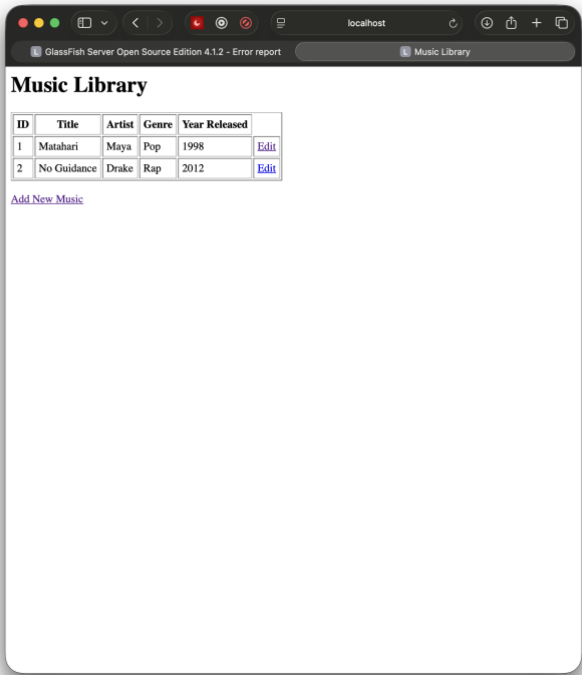 localhost
L GlassFish Server Open Source Edition 4.1.2 - Error report L Music Library
Music Library
ID Title Artist Genre Year Released
1 Matahari Maya Pop 1998 Edit
2 No Guidance Drake Rap 2012 Edit
Add New Music